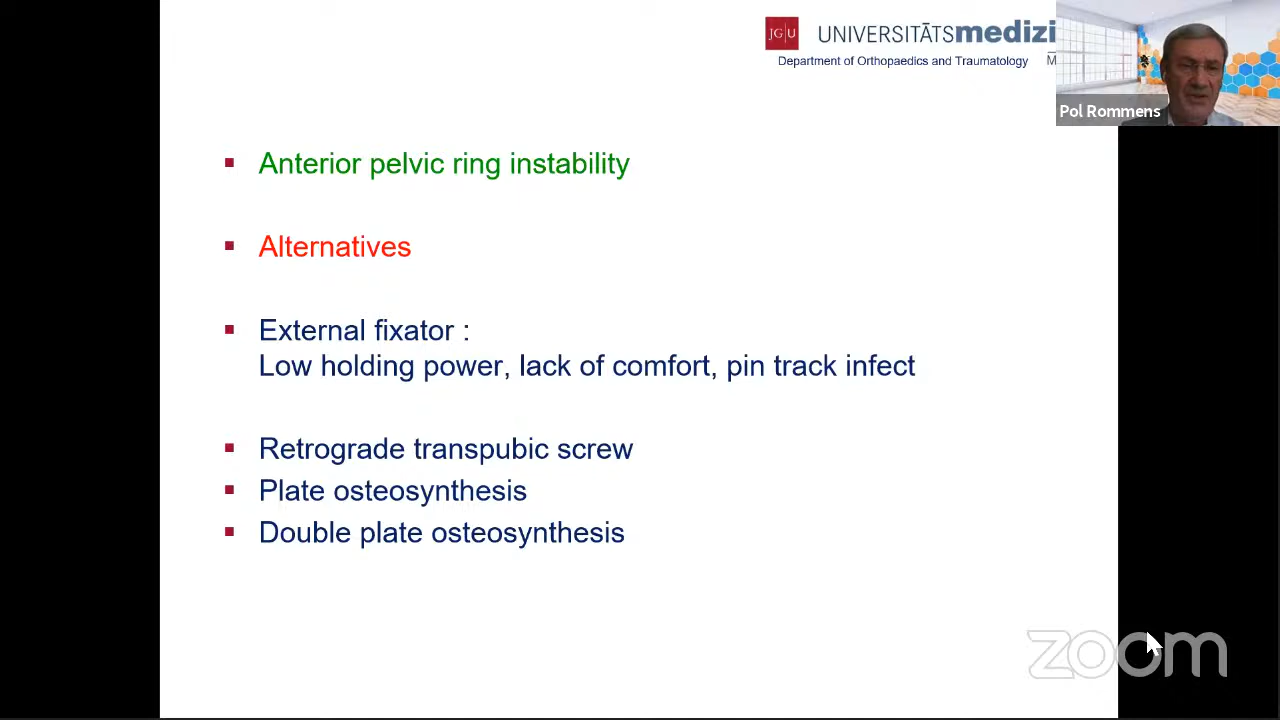 JG|U UNIVERSITÄTSmedizi
Department of Orthopaedics and Traumatology M
Pol Rommens
Anterior pelvic ring instability
Alternatives
External fixator :
Low holding power, lack of comfort, pin track infect
Retrograde transpubic screw
Plate osteosynthesis
Double plate osteosynthesis
zoom